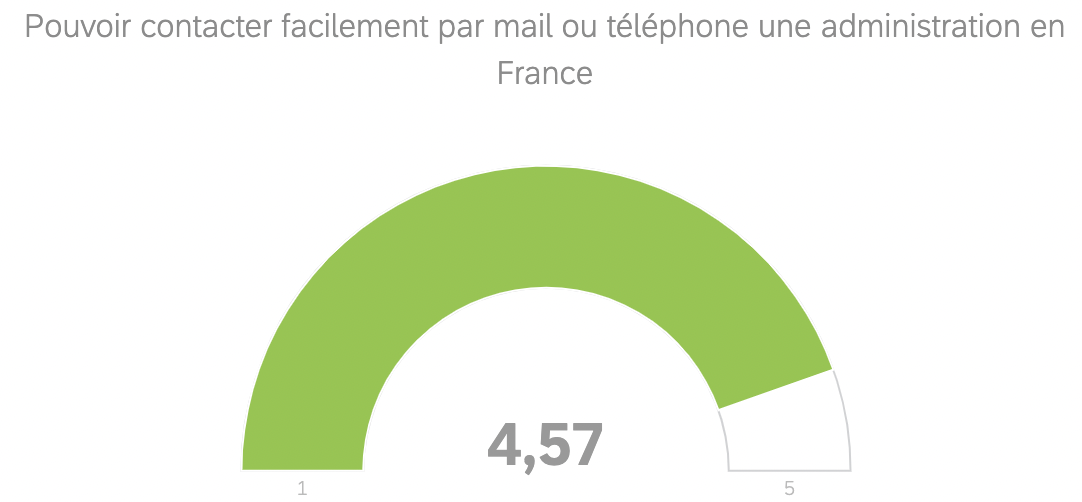 Pouvoir contacter facilement par mail ou téléphone une administration en
France
4,57
1
5